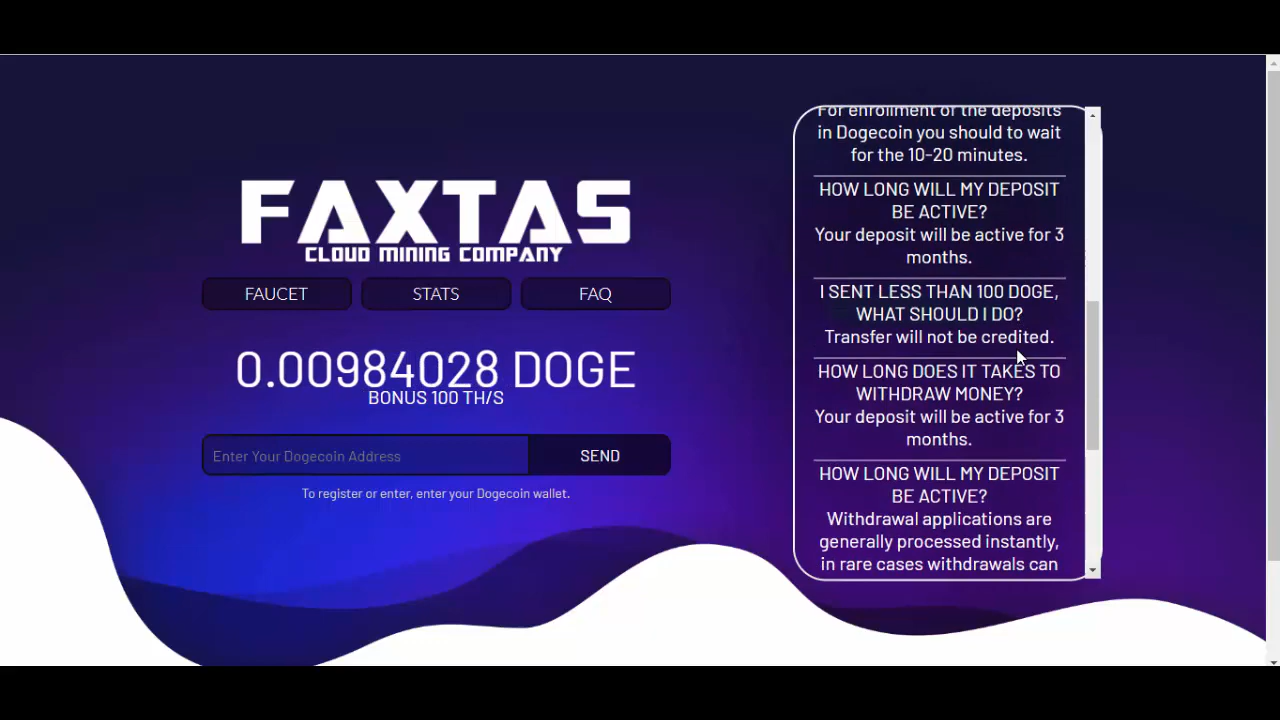 FAXTAS
CLOUD MINING COMPANY
FAUCET
STATS
FAQ
0.00984028 DOGE
BONUS 100 TH/S
Enter Your Dogecoin Address
SEND
To register or enter, enter your Dogecoin wallet.
For enrollment of the deposits
in Dogecoin you should to wait
for the 10-20 minutes.
HOW LONG WILL MY DEPOSIT
BE ACTIVE?
Your deposit will be active for 3
months.
I SENT LESS THAN 100 DOGE,
WHAT SHOULD I DO?
Transfer will not be credited.
HOW LONG DOES IT TAKES TO
WITHDRAW MONEY?
Your deposit will be active for 3
months.
HOW LONG WILL MY DEPOSIT
BE ACTIVE?
Withdrawal applications are
generally processed instantly,
in rare cases withdrawals can